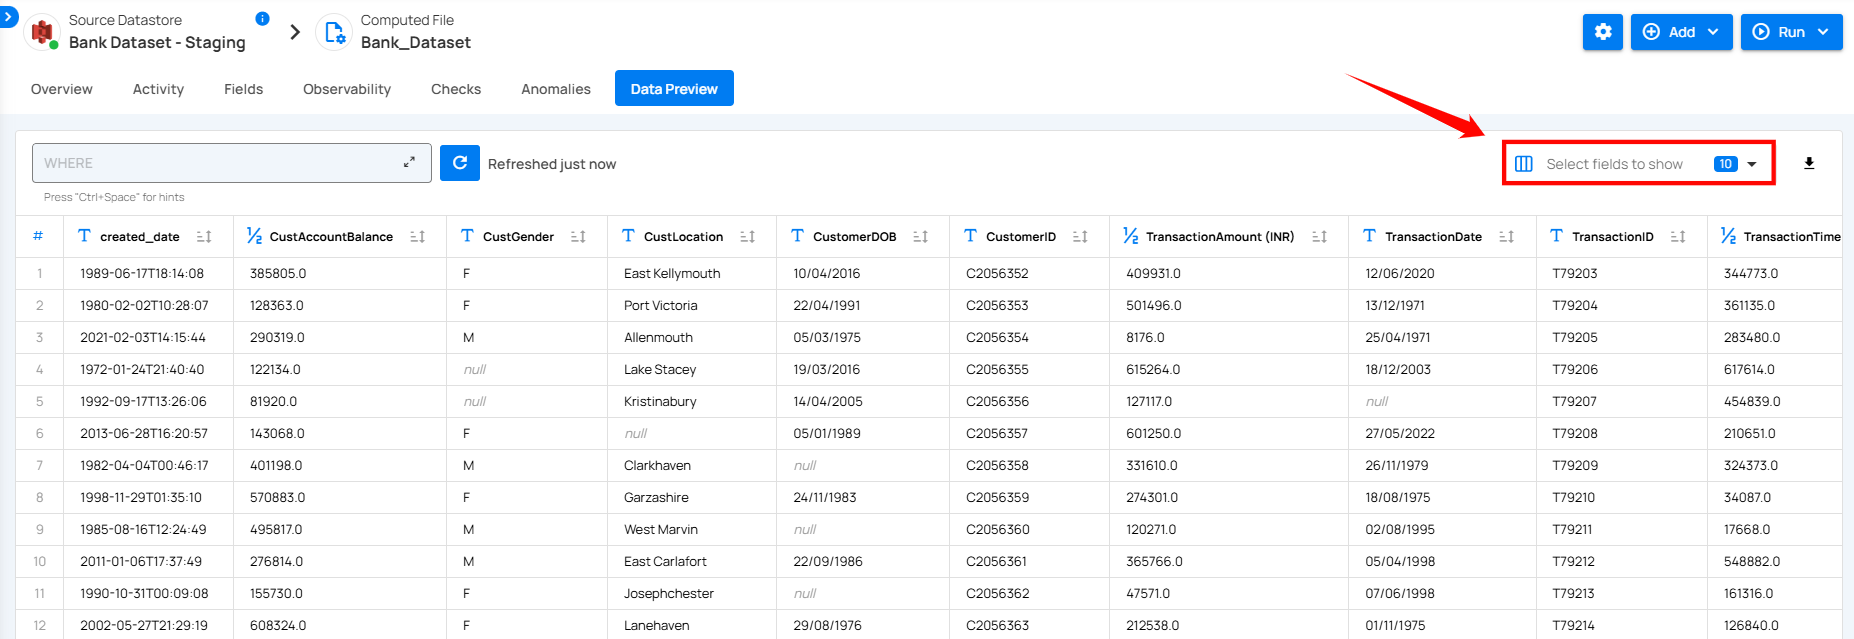 Source Datastore
Bank Dataset - Staging
Computed File
Bank_Dataset
Add
Run
Overview Activity Fields Observability Checks Anomalies Data Preview
WHERE
Refreshed just now
Select fields to show 10
Press "Ctrl+Space" for hints
# created_date CustAccountBalance CustGender CustLocation CustomerDOB CustomerID TransactionAmount (INR) TransactionDate TransactionID TransactionTime
1 1989-06-17T18:14:08 385805.0 F East Kellymouth 10/04/2016 C2056352 409931.0 12/06/2020 T79203 344773.0
2 1980-02-02T10:28:07 128363.0 F Port Victoria 22/04/1991 C2056353 501496.0 13/12/1971 T79204 361135.0
3 2021-02-03T14:15:44 290319.0 M Allenmouth 05/03/1975 C2056354 8176.0 25/04/1971 T79205 283480.0
4 1972-01-24T21:40:40 122134.0 null Lake Stacey 19/03/2016 C2056355 615264.0 18/12/2003 T79206 617614.0
5 1992-09-17T13:26:06 81920.0 null Kristinabury 14/04/2005 C2056356 127117.0 null T79207 454839.0
6 2013-06-28T16:20:57 143068.0 F null 05/01/1989 C2056357 601250.0 27/05/2022 T79208 210651.0
7 1982-04-04T00:46:17 401198.0 M Clarkhaven null C2056358 331610.0 26/11/1979 T79209 324373.0
8 1998-11-29T01:35:10 570883.0 F Garzashire 24/11/1983 C2056359 274301.0 18/08/1975 T79210 34087.0
9 1985-08-16T12:24:49 495817.0 M West Marvin null C2056360 120271.0 02/08/1995 T79211 17668.0
10 2011-01-06T17:37:49 276814.0 M East Carlafort 22/09/1986 C2056361 365766.0 05/04/1998 T79212 548882.0
11 1990-10-31T00:09:08 155730.0 F Josephchester null C2056362 47571.0 07/06/1998 T79213 161316.0
12 2002-05-27T21:29:19 608324.0 F Lanehaven 29/08/1976 C2056363 212538.0 01/11/1975 T79214 126840.0